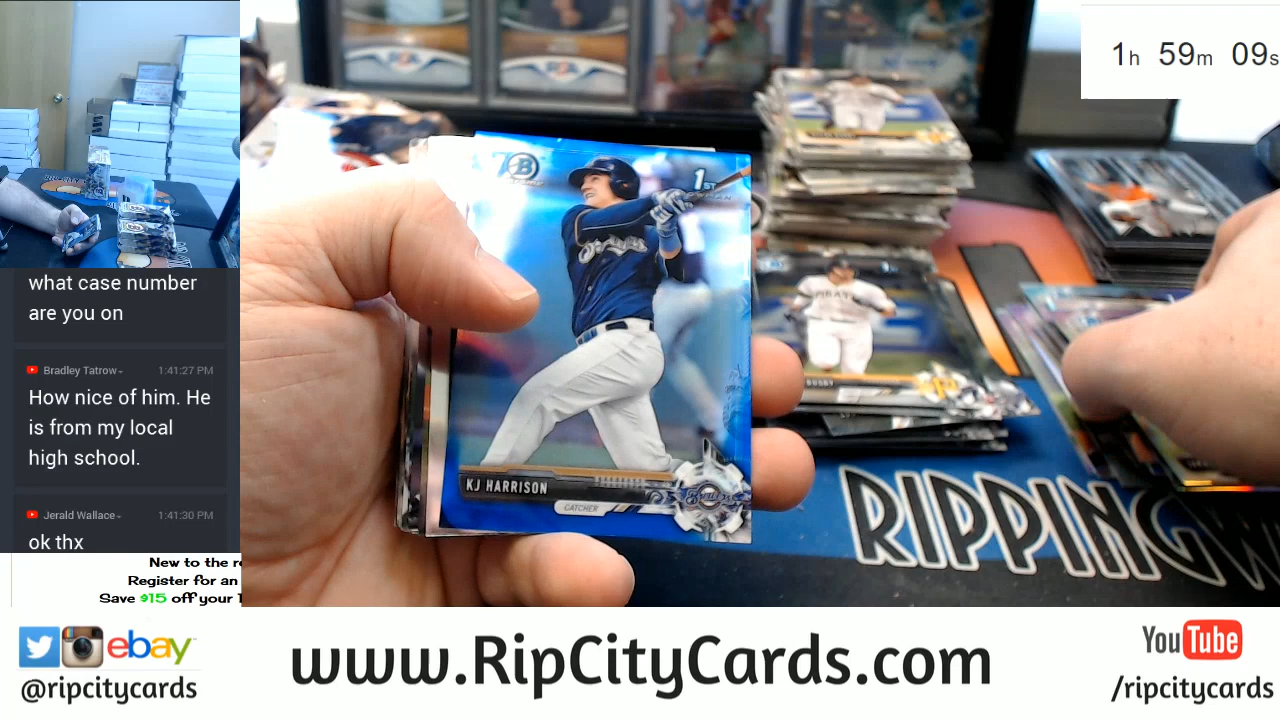 1h 59m 09s
what case number
are you on
Bradley Tatrow
1:41:27 PM
How nice of him. He
is from my local
high school.
Jerald Wallace
1:41:30 PM
ok thx
New to the
Register for an
Save $15 off your
B
1ST
Brewers
KJ HARRISON
CATCHER
BUSBY
RIPPING
ebay
@ripcitycards
www.RipCityCards.com
YouTube
/ripcitycards